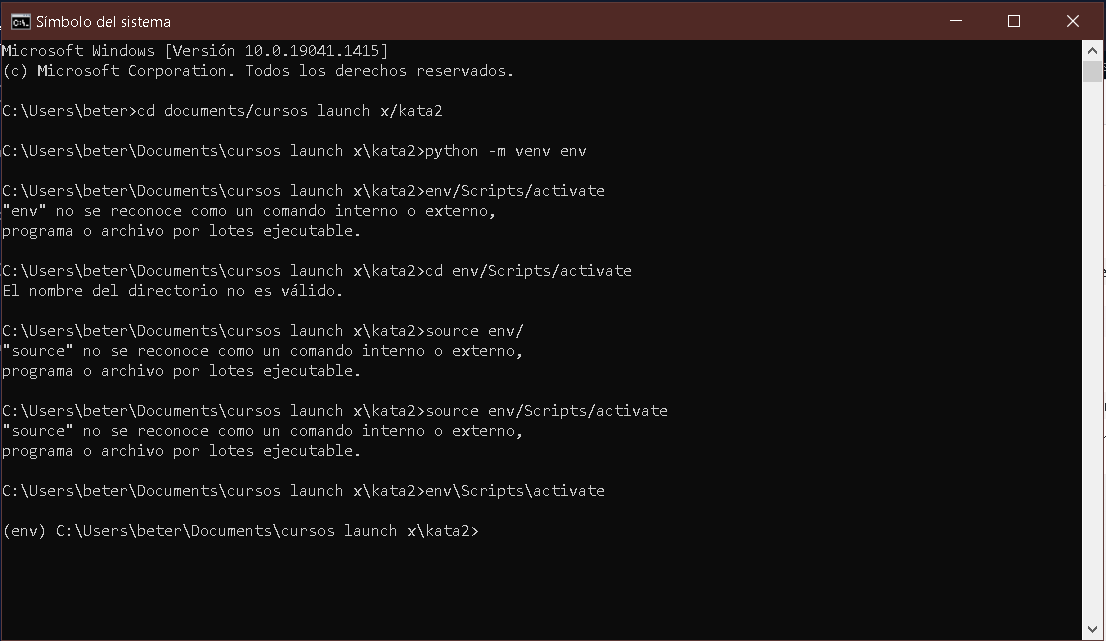 Símbolo del sistema
Microsoft Windows [Versión 10.0.19041.1415]
(c) Microsoft Corporation. Todos los derechos reservados.
C:\Users\beter>cd documents/cursos launch x/kata2
C:\Users\beter\Documents\cursos launch x\kata2>python -m venv env
C:\Users\beter\Documents\cursos launch x\kata2>env/Scripts/activate
"env" no se reconoce como un comando interno o externo,
programa o archivo por lotes ejecutable.
C:\Users\beter\Documents\cursos launch x\kata2>cd env/Scripts/activate
El nombre del directorio no es válido.
C:\Users\beter\Documents\cursos launch x\kata2>source env/
"source" no se reconoce como un comando interno o externo,
programa o archivo por lotes ejecutable.
C:\Users\beter\Documents\cursos launch x\kata2>source env/Scripts/activate
"source" no se reconoce como un comando interno o externo,
programa o archivo por lotes ejecutable.
C:\Users\beter\Documents\cursos launch x\kata2>env\Scripts\activate
(env) C:\Users\beter\Documents\cursos launch x\kata2>